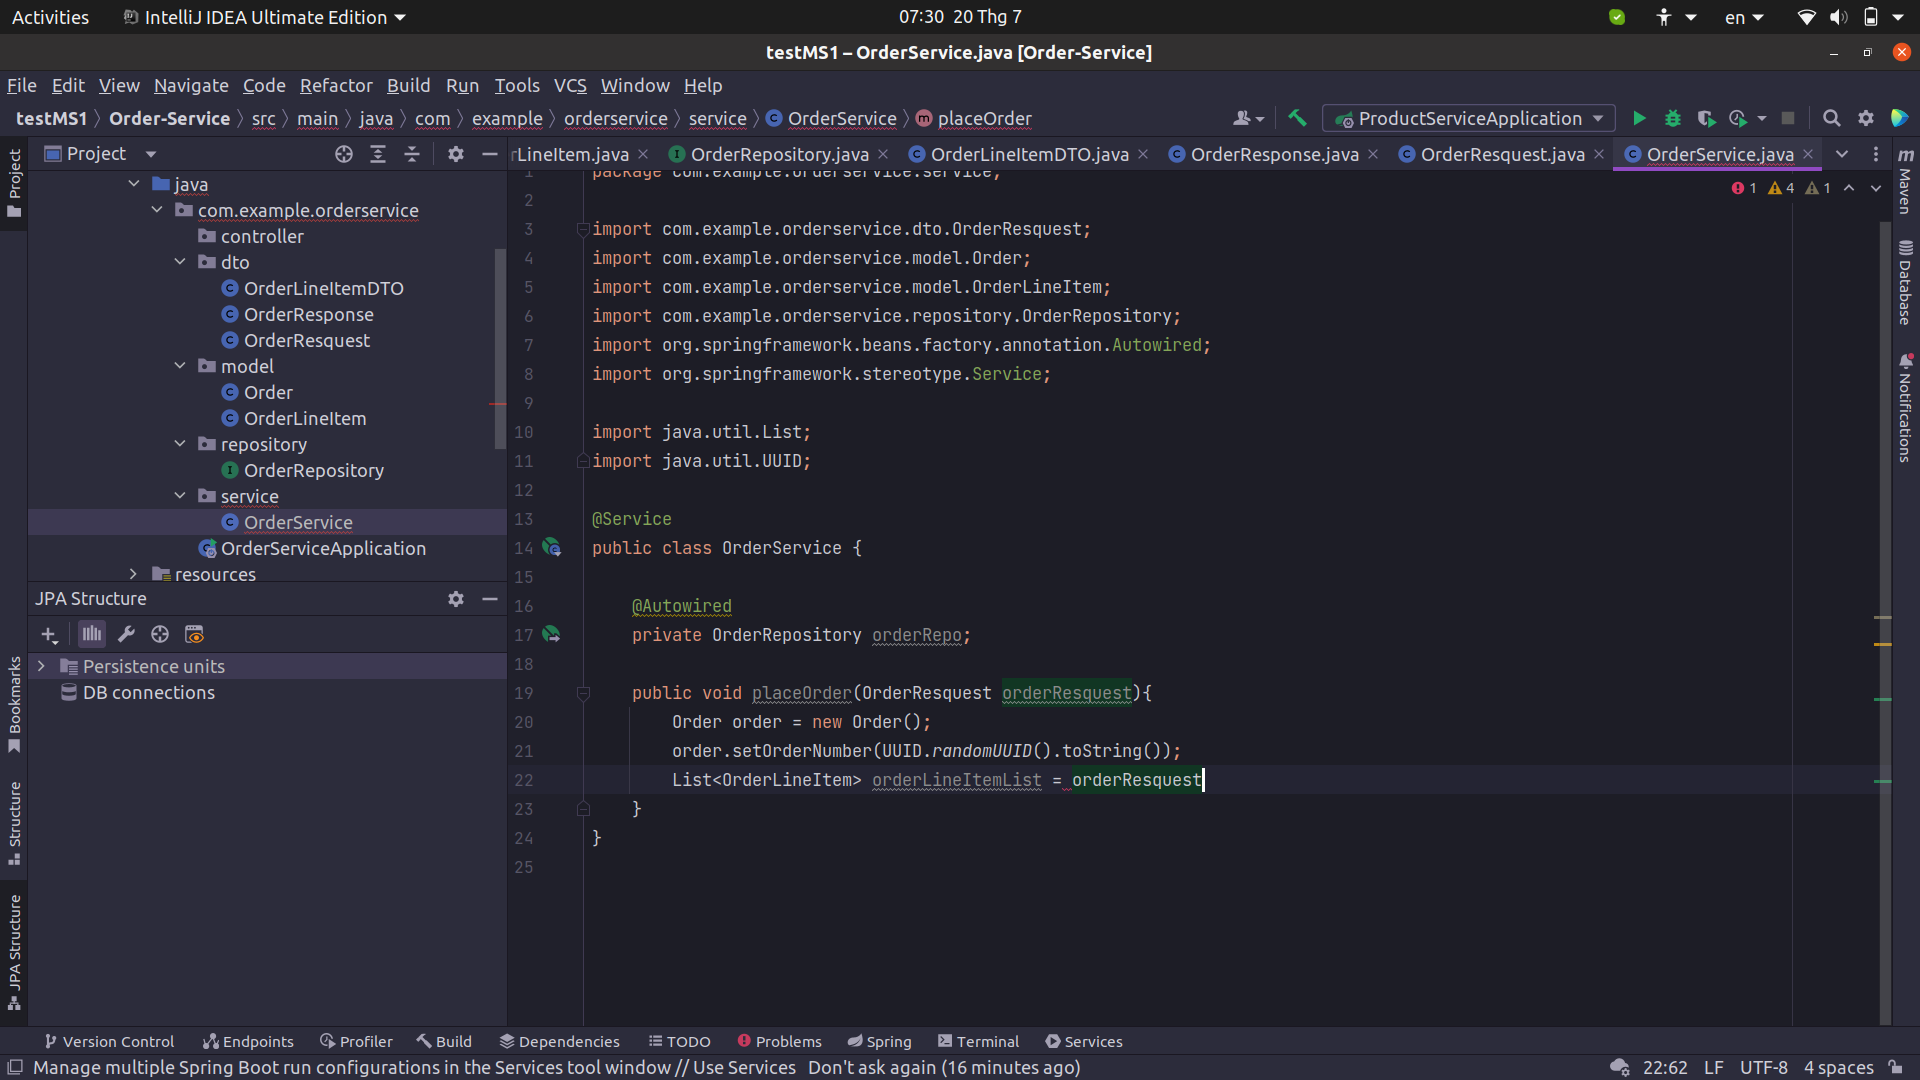 Activities
IntelliJ IDEA Ultimate Edition
07:30 20 Thg 7
en
testMS1 – OrderService.java [Order-Service]
File Edit View Navigate Code Refactor Build Run Tools VCS Window Help
testMS1 Order-Service src main java com example orderservice service OrderService placeOrder
ProductServiceApplication
Project
rLineItem.java OrderRepository.java OrderLineItemDTO.java OrderResponse.java OrderResquest.java OrderService.java
Project
java
com.example.orderservice
controller
dto
OrderLineItemDTO
OrderResponse
OrderResquest
model
Order
OrderLineItem
repository
OrderRepository
service
OrderService
OrderServiceApplication
resources
JPA Structure
Persistence units
DB connections
Bookmarks
Structure
JPA Structure
1 4 1
1 package com.example.orderservice.service;
2
3 import com.example.orderservice.dto.OrderResquest;
4 import com.example.orderservice.model.Order;
5 import com.example.orderservice.model.OrderLineItem;
6 import com.example.orderservice.repository.OrderRepository;
7 import org.springframework.beans.factory.annotation.Autowired;
8 import org.springframework.stereotype.Service;
9
10 import java.util.List;
11 import java.util.UUID;
12
13 @Service
14 public class OrderService {
15
16 @Autowired
17 private OrderRepository orderRepo;
18
19 public void placeOrder(OrderResquest orderResquest){
20 Order order = new Order();
21 order.setOrderNumber(UUID.randomUUID().toString());
22 List<OrderLineItem> orderLineItemList = orderResquest
23 }
24 }
25
Maven
Database
Notifications
Version Control Endpoints Profiler Build Dependencies TODO Problems Spring Terminal Services
Manage multiple Spring Boot run configurations in the Services tool window // Use Services Don't ask again (16 minutes ago)
22:62 LF UTF-8 4 spaces